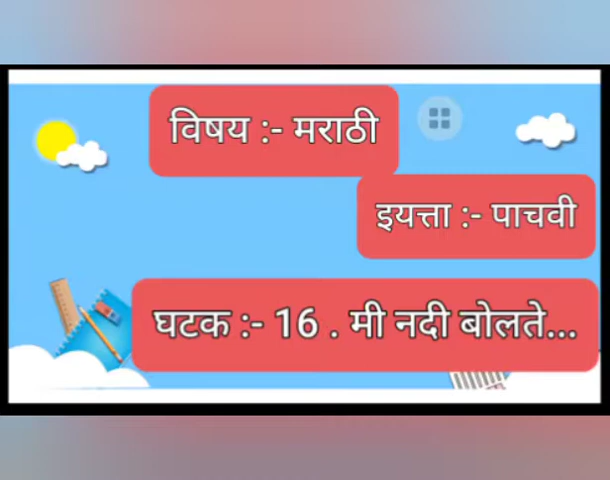 विषय :- मराठी
इयत्ता :- पाचवी
घटक :- 16 . मी नदी बोलते...